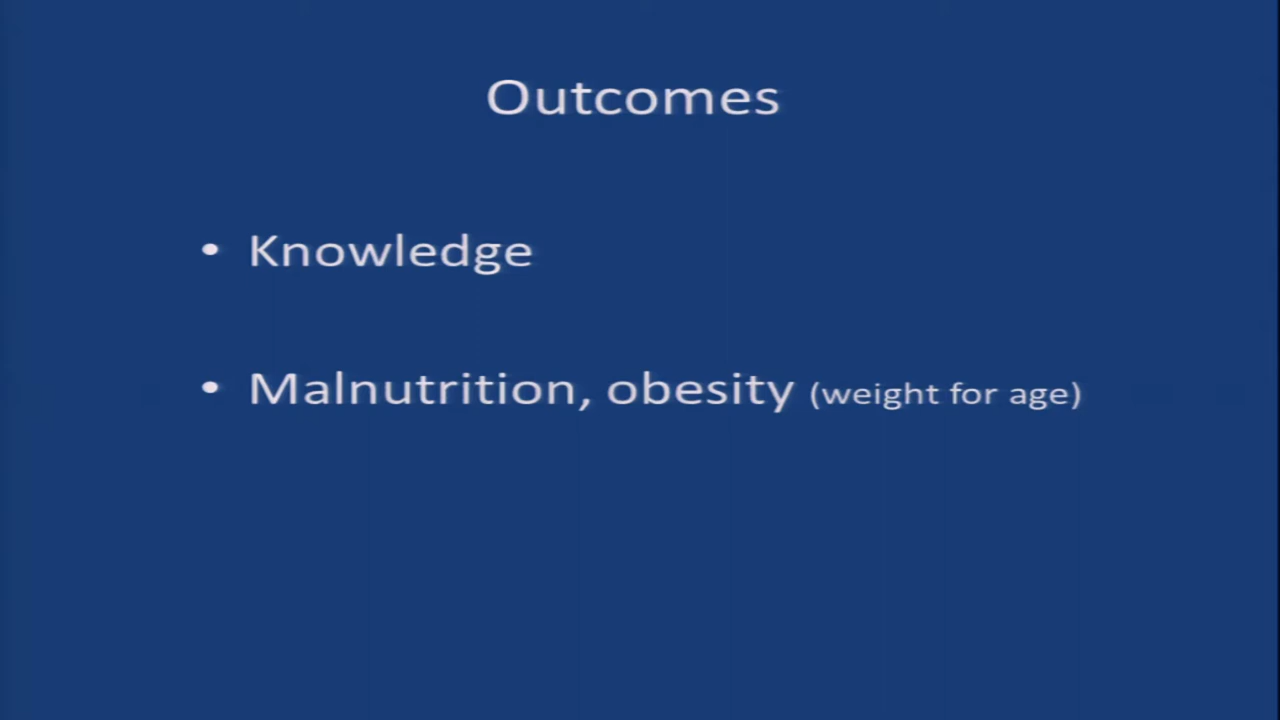 Outcomes
• Knowledge
• Malnutrition, obesity (weight for age)